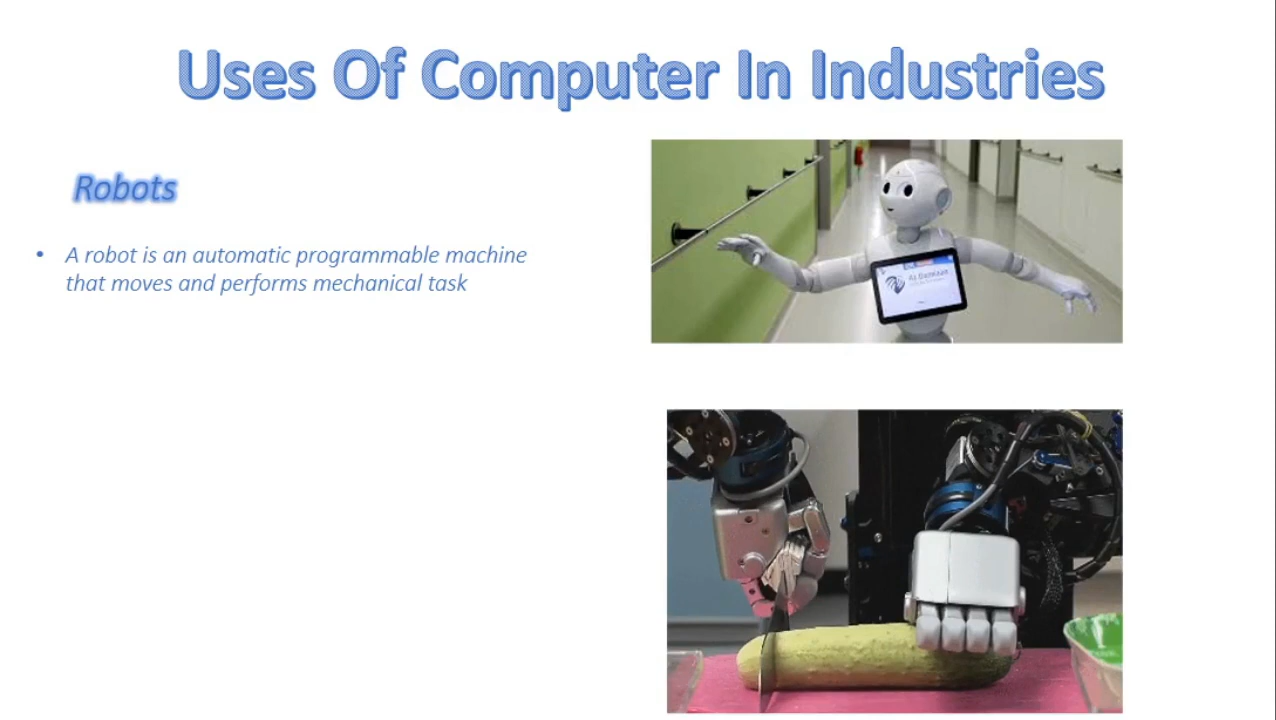 Uses Of Computer In Industries
Robots
• A robot is an automatic programmable machine
that moves and performs mechanical task